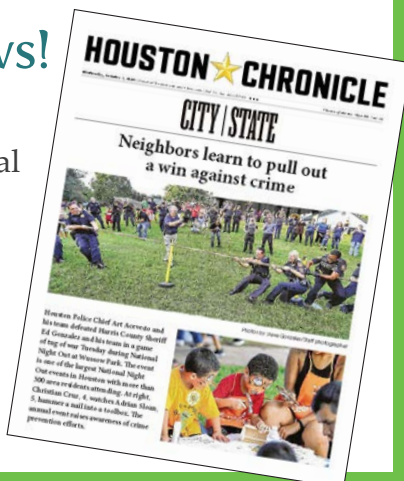 ws!
al
HOUSTON CHRONICLE
CITY | STATE
Neighbors learn to pull out
a win against crime
Houston Police Chief Art Acevedo and
his team defeated Harris County Sheriff
Ed Gonzalez and his team in a game
of tug of war Tuesday during National
Night Out at Wussow Park. The event
is one of the largest National Night
Out events in Houston with more than
300 area residents attending. At right,
Christian Cruz, 4, watches Adrian Sloan,
5, hammer a nail into a toolbox. The
annual event raises awareness of crime
prevention efforts.